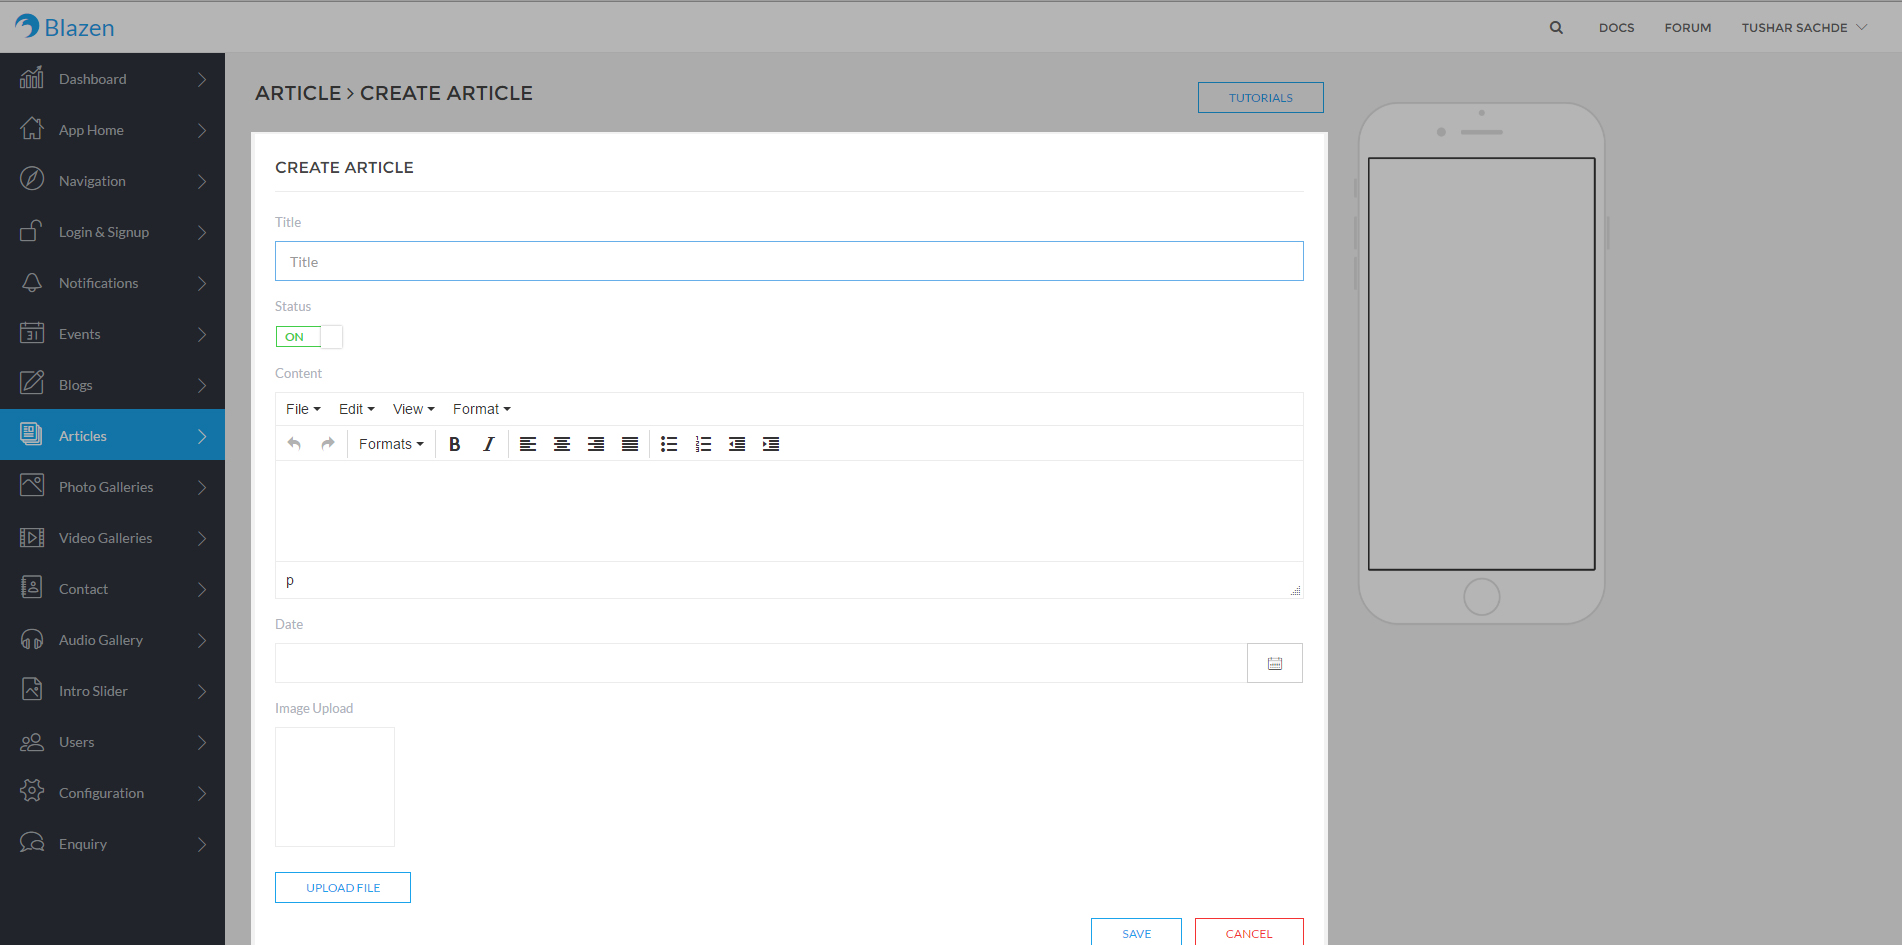 Blazen
DOCS FORUM TUSHAR SACHDE
Dashboard
App Home
Navigation
Login & Signup
Notifications
31 Events
Blogs
Articles
Photo Galleries
Video Galleries
Contact
Audio Gallery
Intro Slider
Users
Configuration
Enquiry
ARTICLE > CREATE ARTICLE
TUTORIALS
CREATE ARTICLE
Title
Title
Status
ON
Content
File Edit View Format
Formats B I
p
Date
Image Upload
UPLOAD FILE
SAVE CANCEL